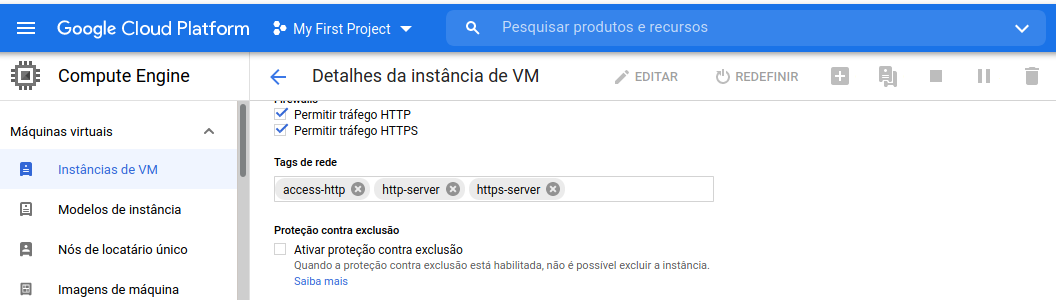 Google Cloud Platform
My First Project
Pesquisar produtos e recursos
Compute Engine
Detalhes da instância de VM
EDITAR
REDEFINIR
Máquinas virtuais
Instâncias de VM
Modelos de instância
Nós de locatário único
Imagens de máquina
Firewalls
Permitir tráfego HTTP
Permitir tráfego HTTPS
Tags de rede
access-http http-server https-server
Proteção contra exclusão
Ativar proteção contra exclusão
Quando a proteção contra exclusão está habilitada, não é possível excluir a instância.
Saiba mais